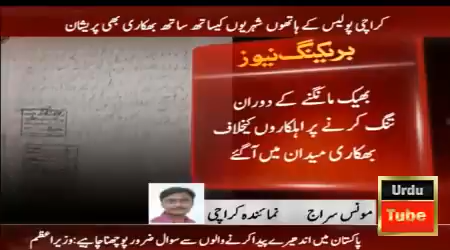 کراچی پولیس کے ہاتھوں شہریوں کیساتھ ساتھ بھکاری بھی پریشان
بریکنگ نیوز
بھیک مانگنے کے دوران
تنگ کرنے پر اہلکاروں کیخلاف
بھکاری میدان میں آگئے
مونس سراج نمائندہ کراچی
Urdu
Tube
پاکستان میں اندھیرے پیدا کرنے والوں سے سوال ضرور پوچھنا چاہیے:وزیراعظم